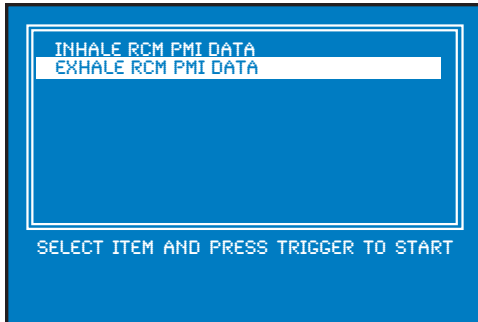 INHALE RCM PMI DATA
EXHALE RCM PMI DATA
SELECT ITEM AND PRESS TRIGGER TO START